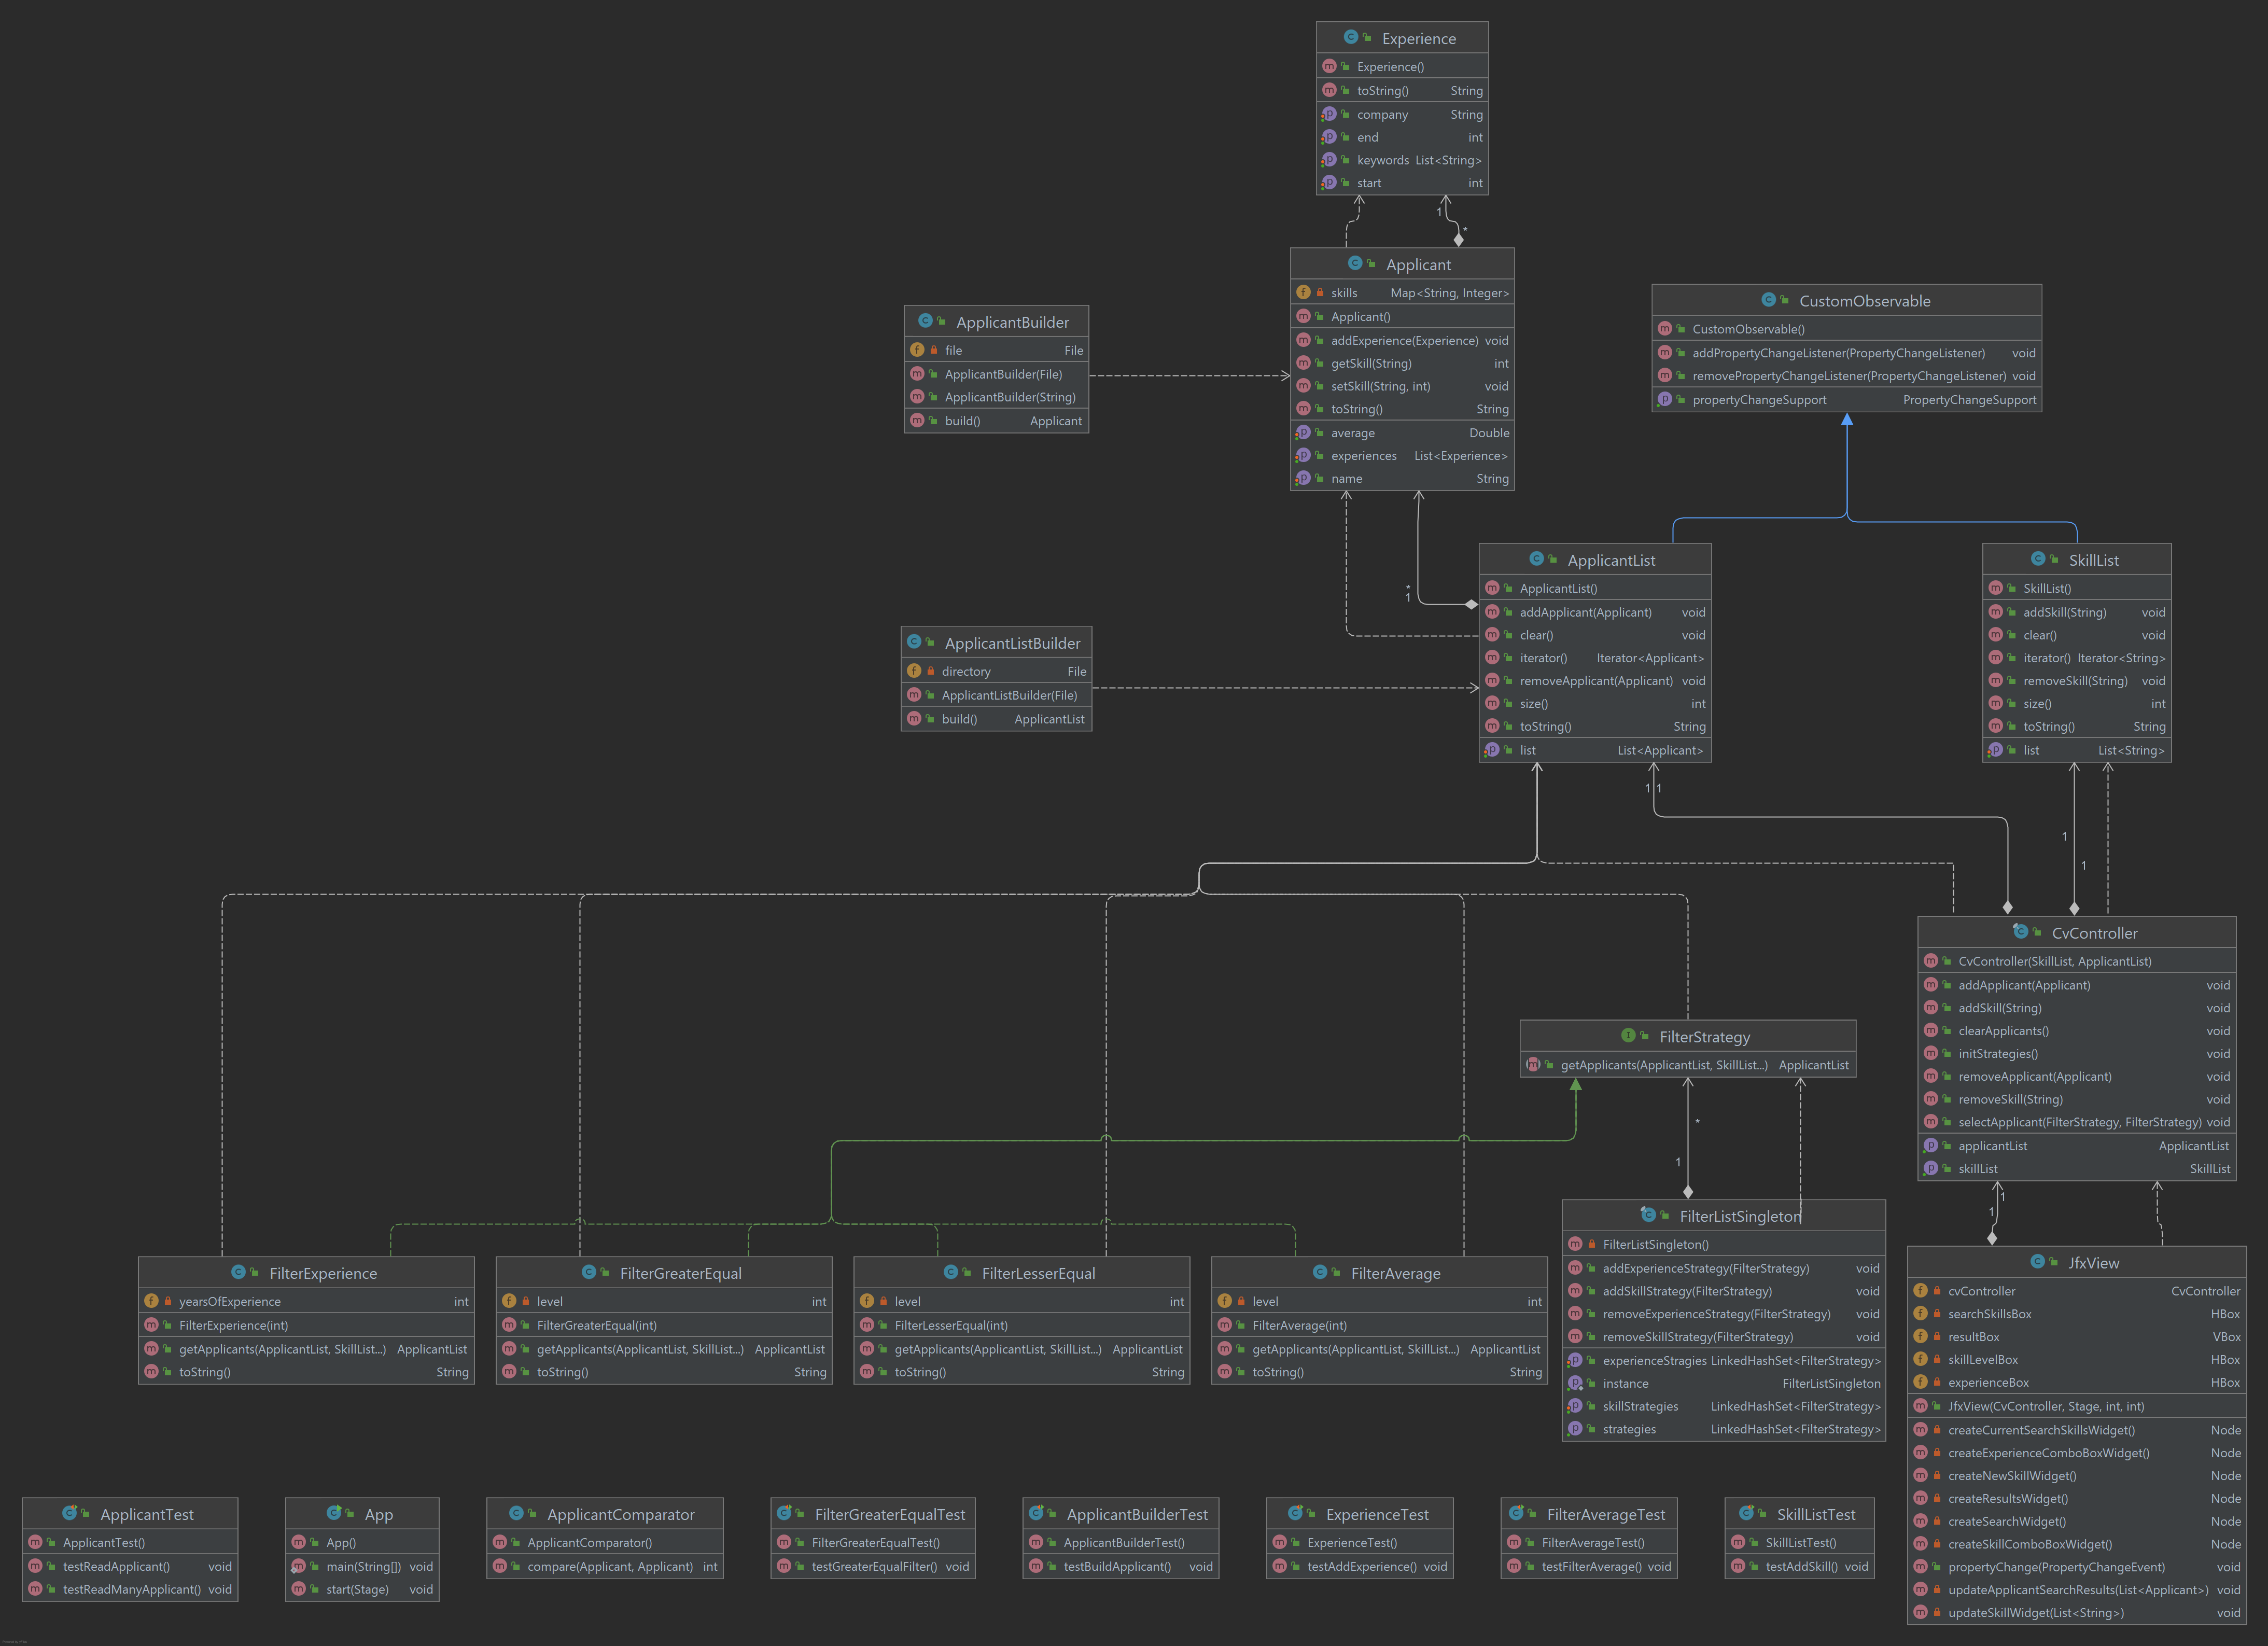 Experience
Experience()
toString() String
company String
end int
keywords List<String>
start int
1
*
Applicant
skills Map<String, Integer>
Applicant()
addExperience(Experience) void
getSkill(String) int
setSkill(String, int) void
toString() String
average Double
experiences List<Experience>
name String
CustomObservable
CustomObservable()
addPropertyChangeListener(PropertyChangeListener) void
removePropertyChangeListener(PropertyChangeListener) void
propertyChangeSupport PropertyChangeSupport
ApplicantBuilder
file File
ApplicantBuilder(File)
ApplicantBuilder(String)
build() Applicant
ApplicantList
ApplicantList()
addApplicant(Applicant) void
clear() void
iterator() Iterator<Applicant>
removeApplicant(Applicant) void
size() int
toString() String
list List<Applicant>
*
1
SkillList
SkillList()
addSkill(String) void
clear() void
iterator() Iterator<String>
removeSkill(String) void
size() int
toString() String
list List<String>
ApplicantListBuilder
directory File
ApplicantListBuilder(File)
build() ApplicantList
1 1
1
1
CvController
CvController(SkillList, ApplicantList)
addApplicant(Applicant) void
addSkill(String) void
clearApplicants() void
initStrategies() void
removeApplicant(Applicant) void
removeSkill(String) void
selectApplicant(FilterStrategy, FilterStrategy) void
applicantList ApplicantList
skillList SkillList
FilterStrategy
getApplicants(ApplicantList, SkillList...) ApplicantList
*
1
1
1
FilterListSingleton
FilterListSingleton()
addExperienceStrategy(FilterStrategy) void
addSkillStrategy(FilterStrategy) void
removeExperienceStrategy(FilterStrategy) void
removeSkillStrategy(FilterStrategy) void
experienceStragies LinkedHashSet<FilterStrategy>
instance FilterListSingleton
skillStrategies LinkedHashSet<FilterStrategy>
strategies LinkedHashSet<FilterStrategy>
JfxView
cvController CvController
searchSkillsBox HBox
resultBox VBox
skillLevelBox HBox
experienceBox HBox
JfxView(CvController, Stage, int, int)
createCurrentSearchSkillsWidget() Node
createExperienceComboBoxWidget() Node
createNewSkillWidget() Node
createResultsWidget() Node
createSearchWidget() Node
createSkillComboBoxWidget() Node
propertyChange(PropertyChangeEvent) void
updateApplicantSearchResults(List<Applicant>) void
updateSkillWidget(List<String>) void
FilterExperience
yearsOfExperience int
FilterExperience(int)
getApplicants(ApplicantList, SkillList...) ApplicantList
toString() String
FilterGreaterEqual
level int
FilterGreaterEqual(int)
getApplicants(ApplicantList, SkillList...) ApplicantList
toString() String
FilterLesserEqual
level int
FilterLesserEqual(int)
getApplicants(ApplicantList, SkillList...) ApplicantList
toString() String
FilterAverage
level int
FilterAverage(int)
getApplicants(ApplicantList, SkillList...) ApplicantList
toString() String
ApplicantTest
ApplicantTest()
testReadApplicant() void
testReadManyApplicant() void
App
App()
main(String[]) void
start(Stage) void
ApplicantComparator
ApplicantComparator()
compare(Applicant, Applicant) int
FilterGreaterEqualTest
FilterGreaterEqualTest()
testGreaterEqualFilter() void
ApplicantBuilderTest
ApplicantBuilderTest()
testBuildApplicant() void
ExperienceTest
ExperienceTest()
testAddExperience() void
FilterAverageTest
FilterAverageTest()
testFilterAverage() void
SkillListTest
SkillListTest()
testAddSkill() void